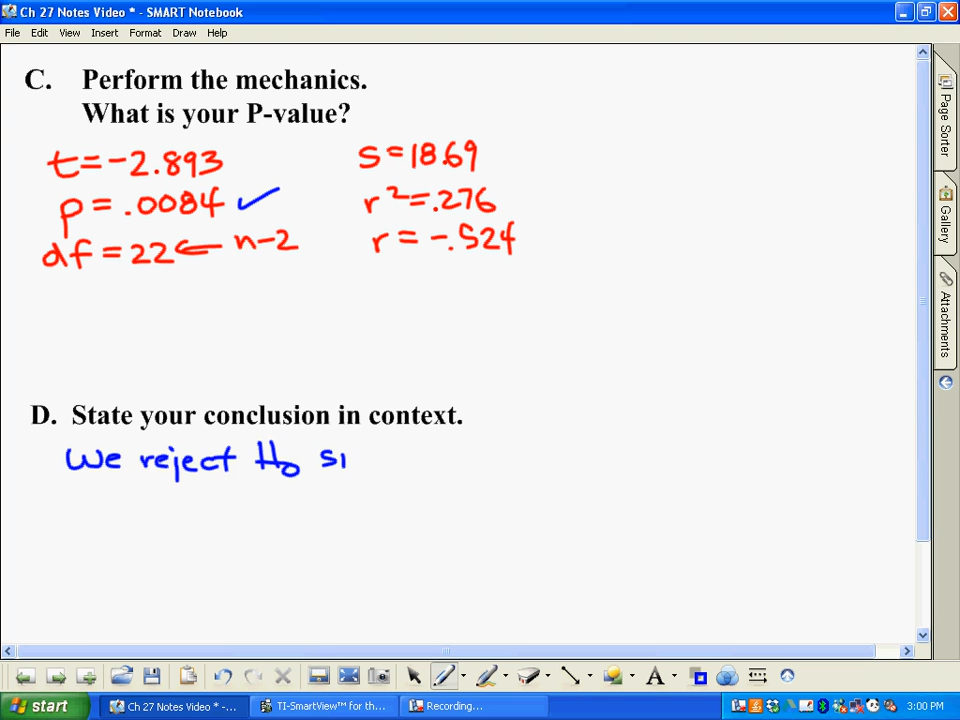 Ch 27 Notes Video * - SMART Notebook
File Edit View Insert Format Draw Help
C. Perform the mechanics.
What is your P-value?
t = -2.893
s = 18.69
p = .0084 ✓
r² = .276
df = 22 ← n-2
r = -.524
D. State your conclusion in context.
We reject H₀ si
Page Sorter
Gallery
Attachments
start
Ch 27 Notes Video * -...
TI-SmartView™ for th...
Recording...
3:00 PM